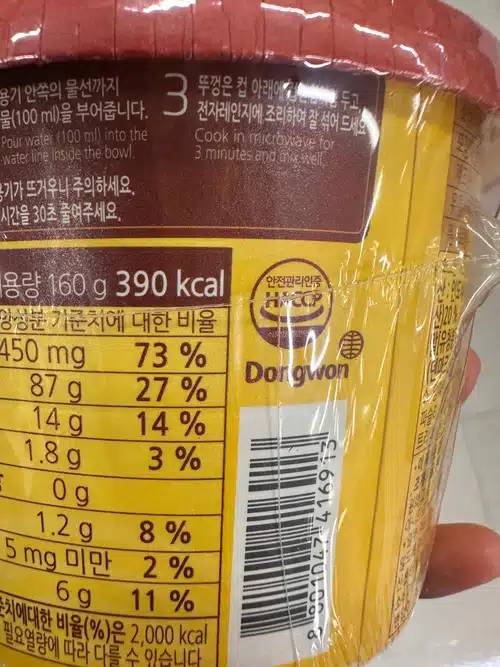 용기 안쪽의 물선까지
물(100 ml)을 부어줍니다.
Pour water (100 ml) into the
water line inside the bowl.
3
뚜껑은 컵 아래에 두고,
전자레인지에 조리하여 잘 섞어 드세요
Cook in microwave for
3 minutes and mix well.
용기가 뜨거우니 주의하세요.
시간을 30초 줄여주세요.
용량 160 g 390 kcal
양성분 기준치에 대한 비율
450 mg 73 %
87 g 27 %
14 g 14 %
1.8 g 3 %
0 g
1.2 g 8 %
5 mg 미만 2 %
6 g 11 %
치에대한 비율(%)은 2,000 kcal
필요열량에 따라 다를 수 있습니다
안전관리인증
HACCP
Dongwon
8 801047 416975